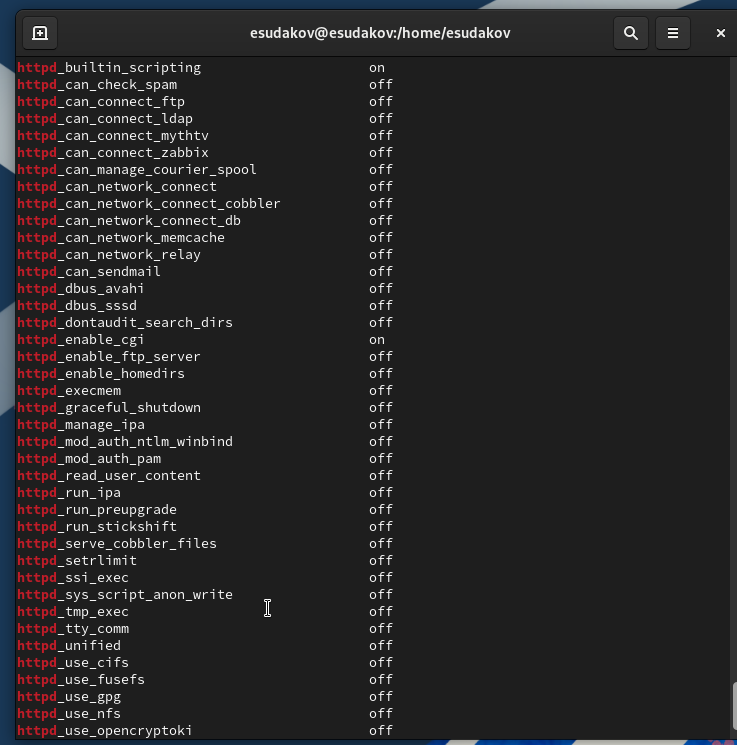 esudakov@esudakov:/home/esudakov
httpd_builtin_scripting on
httpd_can_check_spam off
httpd_can_connect_ftp off
httpd_can_connect_ldap off
httpd_can_connect_mythtv off
httpd_can_connect_zabbix off
httpd_can_manage_courier_spool off
httpd_can_network_connect off
httpd_can_network_connect_cobbler off
httpd_can_network_connect_db off
httpd_can_network_memcache off
httpd_can_network_relay off
httpd_can_sendmail off
httpd_dbus_avahi off
httpd_dbus_sssd off
httpd_dontaudit_search_dirs off
httpd_enable_cgi on
httpd_enable_ftp_server off
httpd_enable_homedirs off
httpd_execmem off
httpd_graceful_shutdown off
httpd_manage_ipa off
httpd_mod_auth_ntlm_winbind off
httpd_mod_auth_pam off
httpd_read_user_content off
httpd_run_ipa off
httpd_run_preupgrade off
httpd_run_stickshift off
httpd_serve_cobbler_files off
httpd_setrlimit off
httpd_ssi_exec off
httpd_sys_script_anon_write off
httpd_tmp_exec off
httpd_tty_comm off
httpd_unified off
httpd_use_cifs off
httpd_use_fusefs off
httpd_use_gpg off
httpd_use_nfs off
httpd_use_opencryptoki off